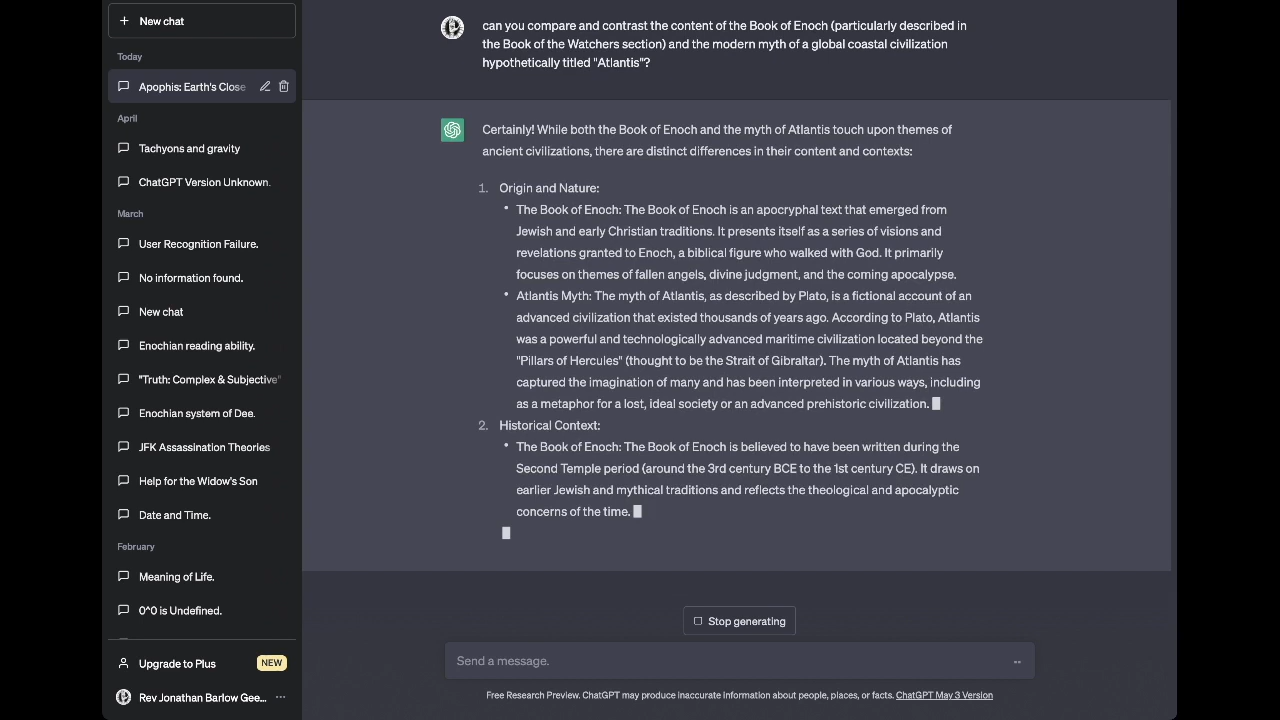 New chat
Today
Apophis: Earth's Close
April
Tachyons and gravity
ChatGPT Version Unknown.
March
User Recognition Failure.
No information found.
New chat
Enochian reading ability.
"Truth: Complex & Subjective"
Enochian system of Dee.
JFK Assassination Theories
Help for the Widow's Son
Date and Time.
February
Meaning of Life.
0^0 is Undefined.
Upgrade to Plus
NEW
Rev Jonathan Barlow Gee...
can you compare and contrast the content of the Book of Enoch (particularly described in
the Book of the Watchers section) and the modern myth of a global coastal civilization
hypothetically titled "Atlantis"?
Certainly! While both the Book of Enoch and the myth of Atlantis touch upon themes of
ancient civilizations, there are distinct differences in their content and contexts:
1. Origin and Nature:
• The Book of Enoch: The Book of Enoch is an apocryphal text that emerged from
Jewish and early Christian traditions. It presents itself as a series of visions and
revelations granted to Enoch, a biblical figure who walked with God. It primarily
focuses on themes of fallen angels, divine judgment, and the coming apocalypse.
• Atlantis Myth: The myth of Atlantis, as described by Plato, is a fictional account of an
advanced civilization that existed thousands of years ago. According to Plato, Atlantis
was a powerful and technologically advanced maritime civilization located beyond the
"Pillars of Hercules" (thought to be the Strait of Gibraltar). The myth of Atlantis has
captured the imagination of many and has been interpreted in various ways, including
as a metaphor for a lost, ideal society or an advanced prehistoric civilization.
2. Historical Context:
• The Book of Enoch: The Book of Enoch is believed to have been written during the
Second Temple period (around the 3rd century BCE to the 1st century CE). It draws on
earlier Jewish and mythical traditions and reflects the theological and apocalyptic
concerns of the time.
Stop generating
Send a message.
Free Research Preview. ChatGPT may produce inaccurate information about people, places, or facts. ChatGPT May 3 Version